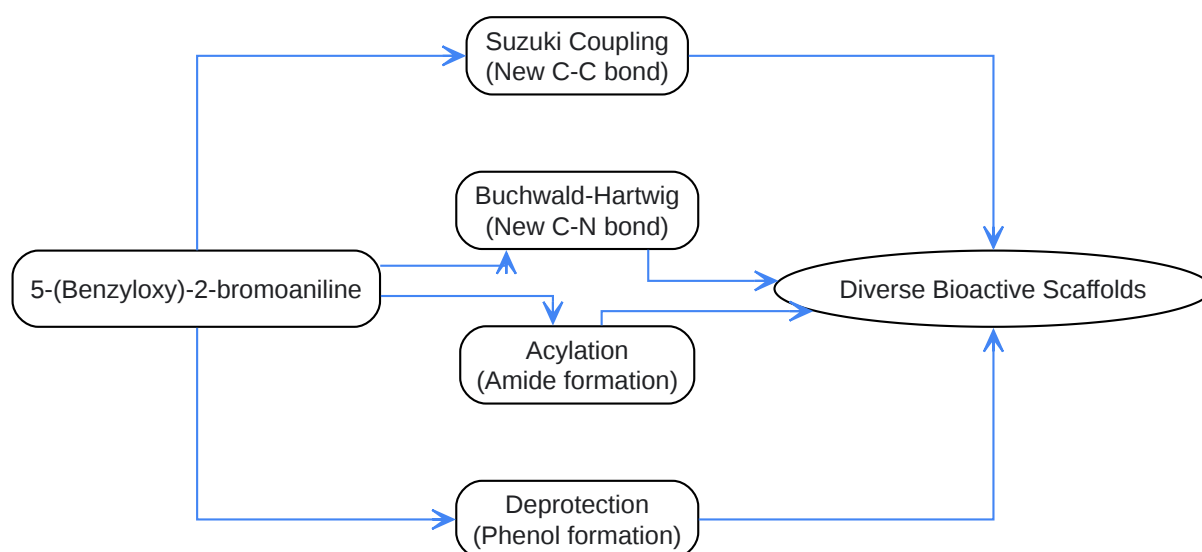 Suzuki Coupling
(New C-C bond)
Buchwald-Hartwig
(New C-N bond)
5-(Benzyloxy)-2-bromoaniline
Diverse Bioactive Scaffolds
Acylation
(Amide formation)
Deprotection
(Phenol formation)